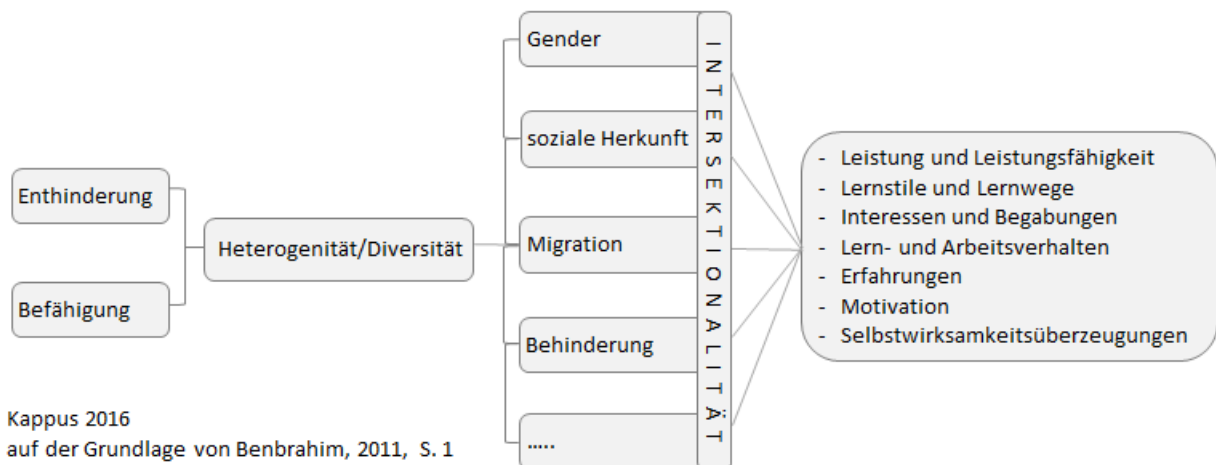 Enthinderung
Befähigung
Heterogenität/Diversität
Gender
soziale Herkunft
Migration
Behinderung
.....
INTERSEKTIONALITÄT
- Leistung und Leistungsfähigkeit
- Lernstile und Lernwege
- Interessen und Begabungen
- Lern- und Arbeitsverhalten
- Erfahrungen
- Motivation
- Selbstwirksamkeitsüberzeugungen
Kappus 2016
auf der Grundlage von Benbrahim, 2011, S. 1